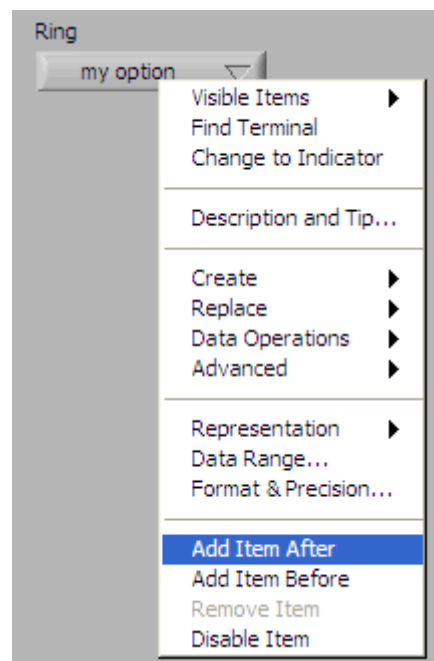 Ring
my option
Visible Items
Find Terminal
Change to Indicator
Description and Tip...
Create
Replace
Data Operations
Advanced
Representation
Data Range...
Format & Precision...
Add Item After
Add Item Before
Remove Item
Disable Item